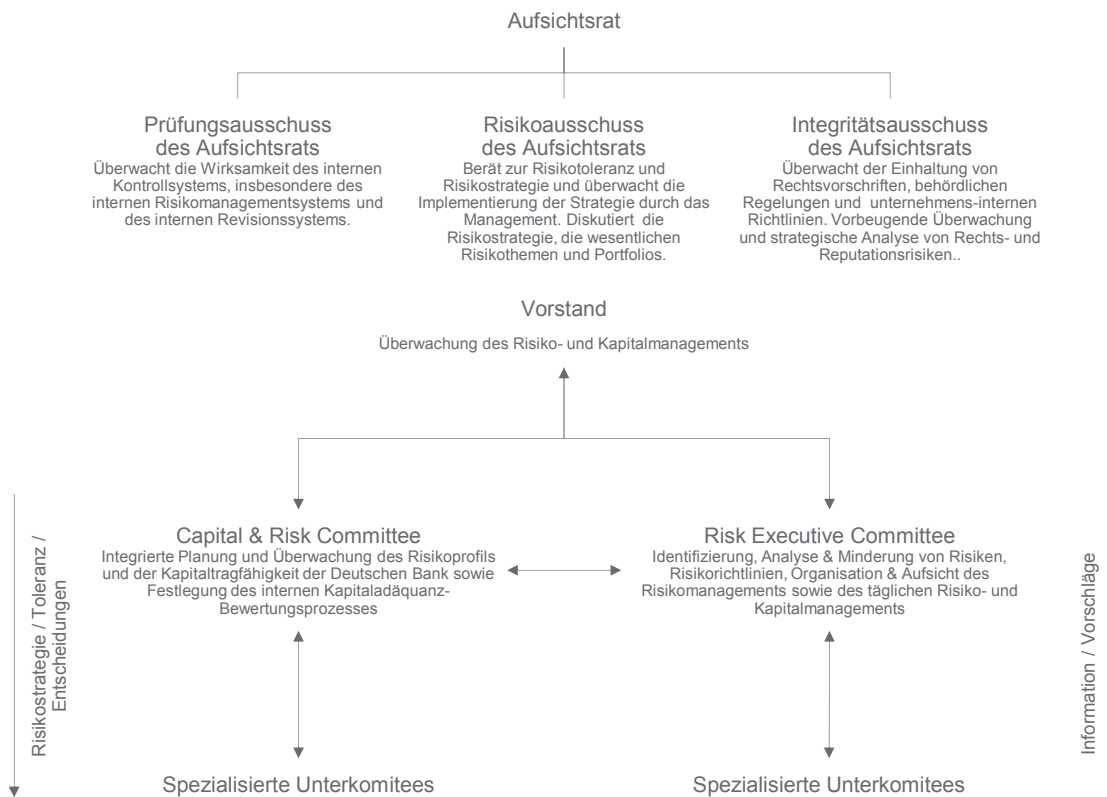 Aufsichtsrat
Prüfungsausschuss
des Aufsichtsrats
Überwacht die Wirksamkeit des internen
Kontrollsystems, insbesondere des
internen Risikomanagementsystems und
des internen Revisionssystems.
Risikoausschuss
des Aufsichtsrats
Berät zur Risikotoleranz und
Risikostrategie und überwacht die
Implementierung der Strategie durch das
Management. Diskutiert die
Risikostrategie, die wesentlichen
Risikothemen und Portfolios.
Integritätsausschuss
des Aufsichtsrats
Überwacht der Einhaltung von
Rechtsvorschriften, behördlichen
Regelungen und unternehmens-internen
Richtlinien. Vorbeugende Überwachung
und strategische Analyse von Rechts- und
Reputationsrisiken..
Vorstand
Überwachung des Risiko- und Kapitalmanagements
Risikostrategie / Toleranz /
Entscheidungen
Capital & Risk Committee
Integrierte Planung und Überwachung des Risikoprofils
und der Kapitaltragfähigkeit der Deutschen Bank sowie
Festlegung des internen Kapitaladäquanz-
Bewertungsprozesses
Risk Executive Committee
Identifizierung, Analyse & Minderung von Risiken,
Risikorichtlinien, Organisation & Aufsicht des
Risikomanagements sowie des täglichen Risiko- und
Kapitalmanagements
Information / Vorschläge
Spezialisierte Unterkomitees
Spezialisierte Unterkomitees